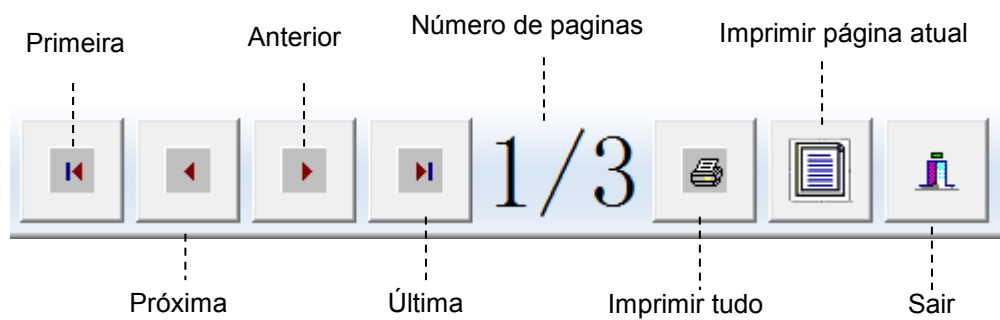 Primeira
Anterior
Número de paginas
Imprimir página atual
1/3
Próxima
Última
Imprimir tudo
Sair